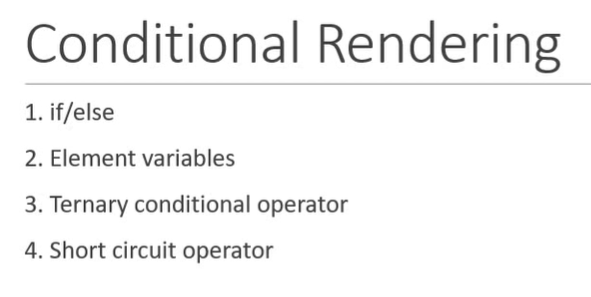 Conditional Rendering
1. if/else
2. Element variables
3. Ternary conditional operator
4. Short circuit operator